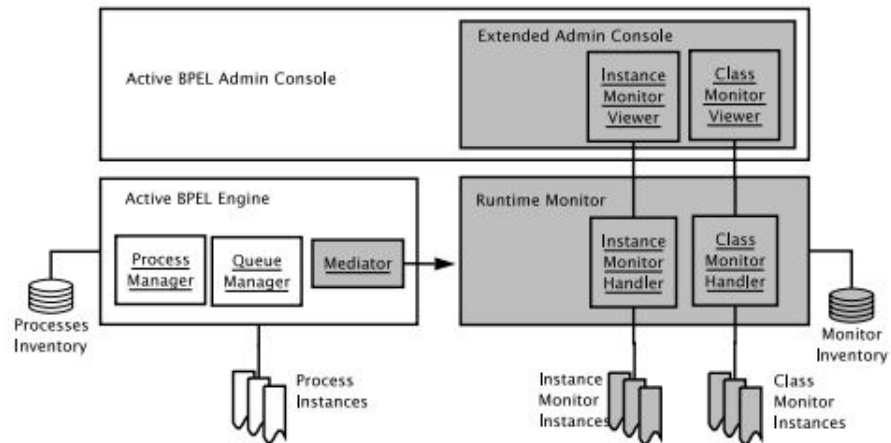 Extended Admin Console
Active BPEL Admin Console
Instance
Monitor
Viewer
Class
Monitor
Viewer
Active BPEL Engine
Process
Manager
Queue
Manager
Mediator
Runtime Monitor
Instance
Monitor
Handler
Class
Monitor
Handler
Processes
Inventory
Monitor
Inventory
Process
Instances
Instance
Monitor
Instances
Class
Monitor
Instances